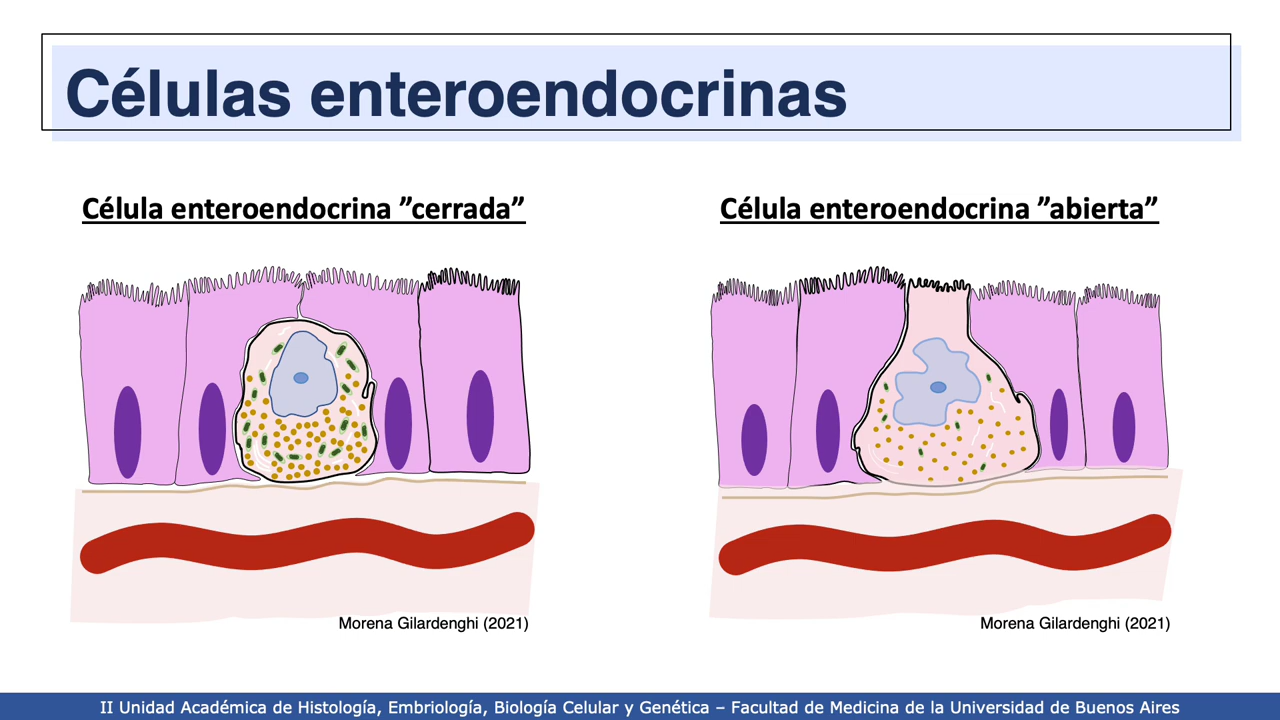 Células enteroendocrinas
Célula enteroendocrina ”cerrada”
Célula enteroendocrina ”abierta”
Morena Gilardenghi (2021)
Morena Gilardenghi (2021)
II Unidad Académica de Histología, Embriología, Biología Celular y Genética – Facultad de Medicina de la Universidad de Buenos Aires